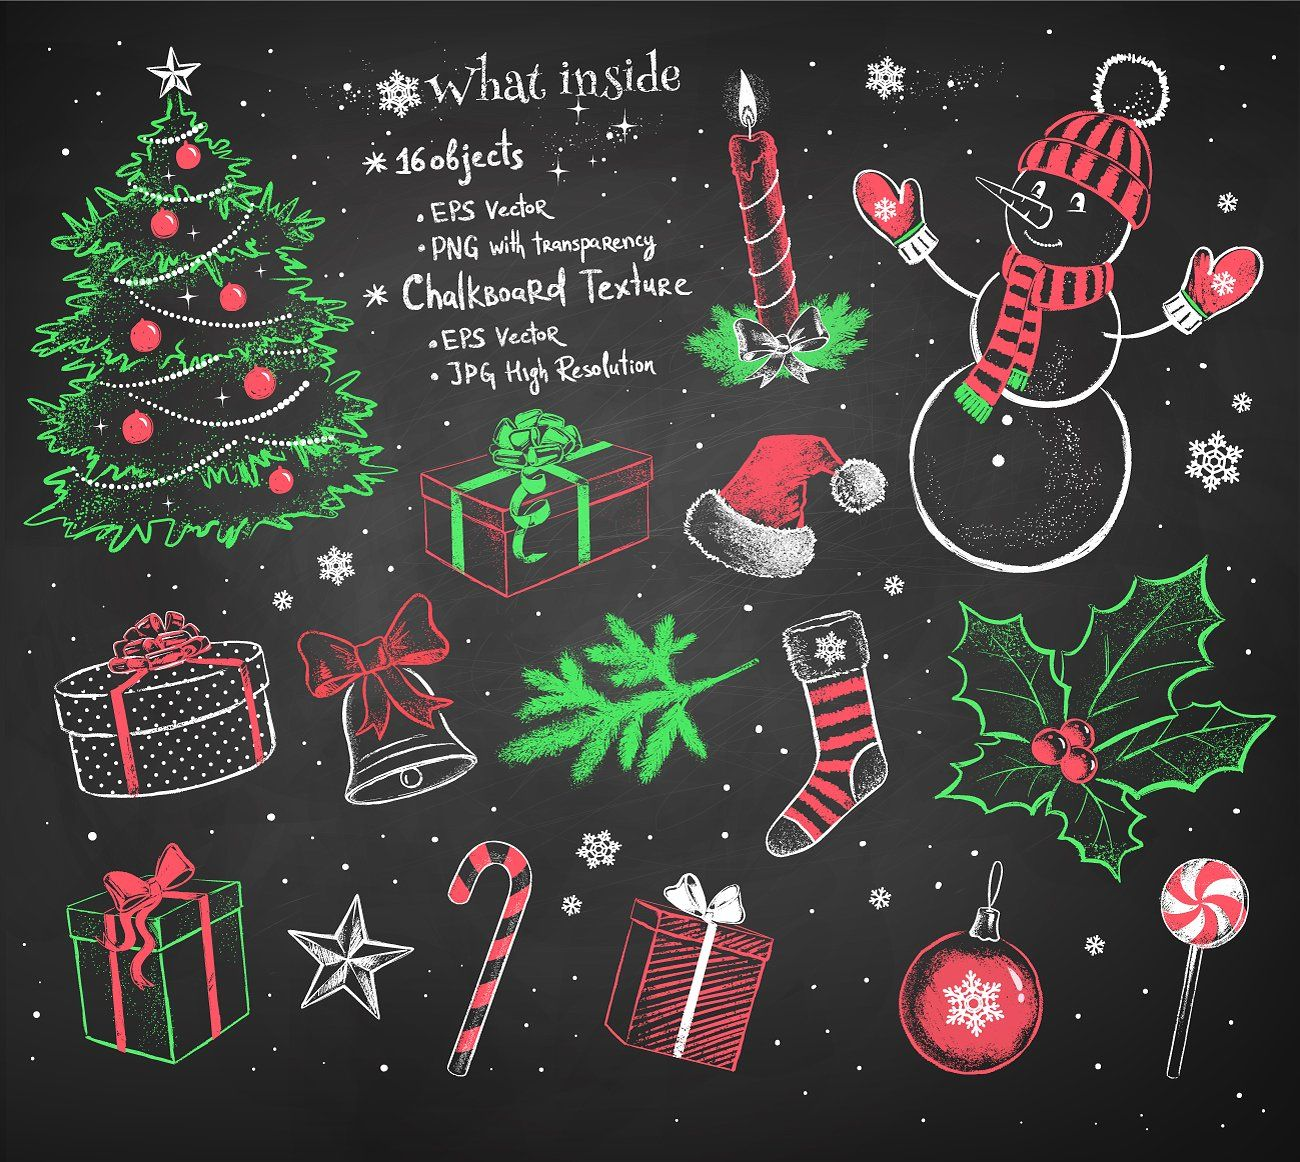 What inside
* 16 objects
• EPS Vector
• PNG with transparency
* Chalkboard Texture
• EPS Vector
• JPG High Resolution